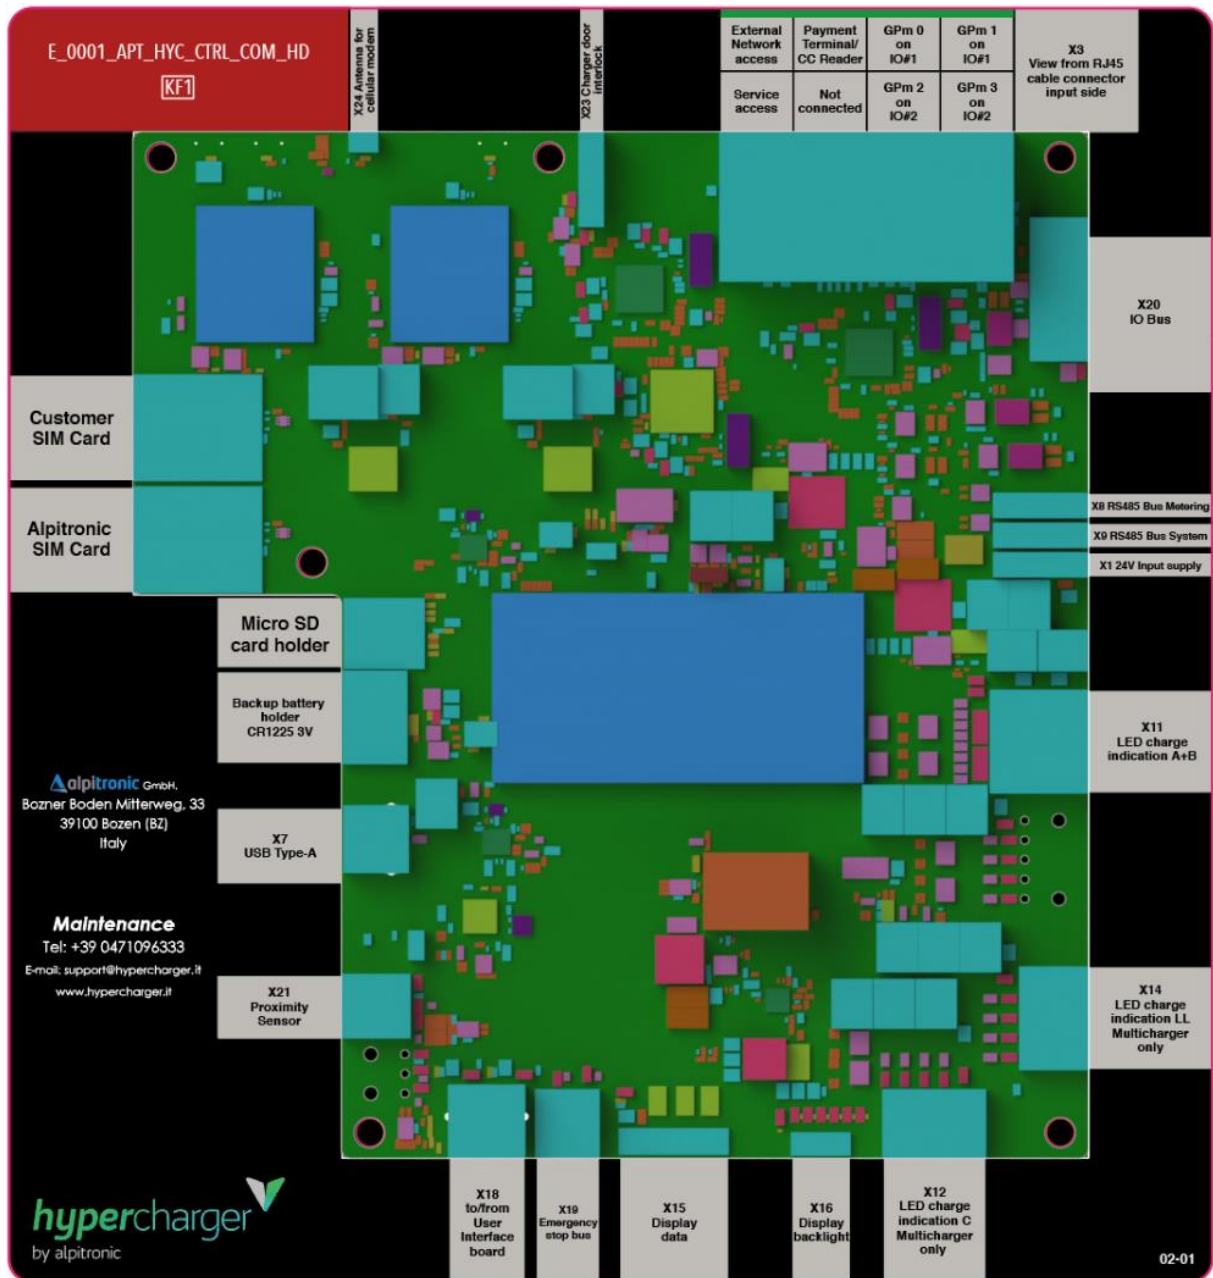 E_0001_APT_HYC_CTRL_COM_HD
KF1
X24 Antenna for
cellular modem
X23 Charger door
interlock
External
Network
access
Payment
Terminal/
CC Reader
GPm 0
on
IO#1
GPm 1
on
IO#1
Service
access
Not
connected
GPm 2
on
IO#2
GPm 3
on
IO#2
X3
View from RJ45
cable connector
input side
X20
IO Bus
Customer
SIM Card
Alpitronic
SIM Card
X8 RS485 Bus Metering
X9 RS485 Bus System
X1 24V Input supply
Micro SD
card holder
Backup battery
holder
CR1225 3V
X11
LED charge
indication A+B
alpitronic GmbH.
Bozner Boden Mitterweg, 33
39100 Bozen (BZ)
Italy
X7
USB Type-A
Maintenance
Tel: +39 0471096333
E-mail: support@hypercharger.it
www.hypercharger.it
X21
Proximity
Sensor
X14
LED charge
indication LL
Multicharger
only
X18
to/from
User
Interface
board
X19
Emergency
stop bus
X15
Display
data
X16
Display
backlight
X12
LED charge
indication C
Multicharger
only
hypercharger
by alpitronic
02-01